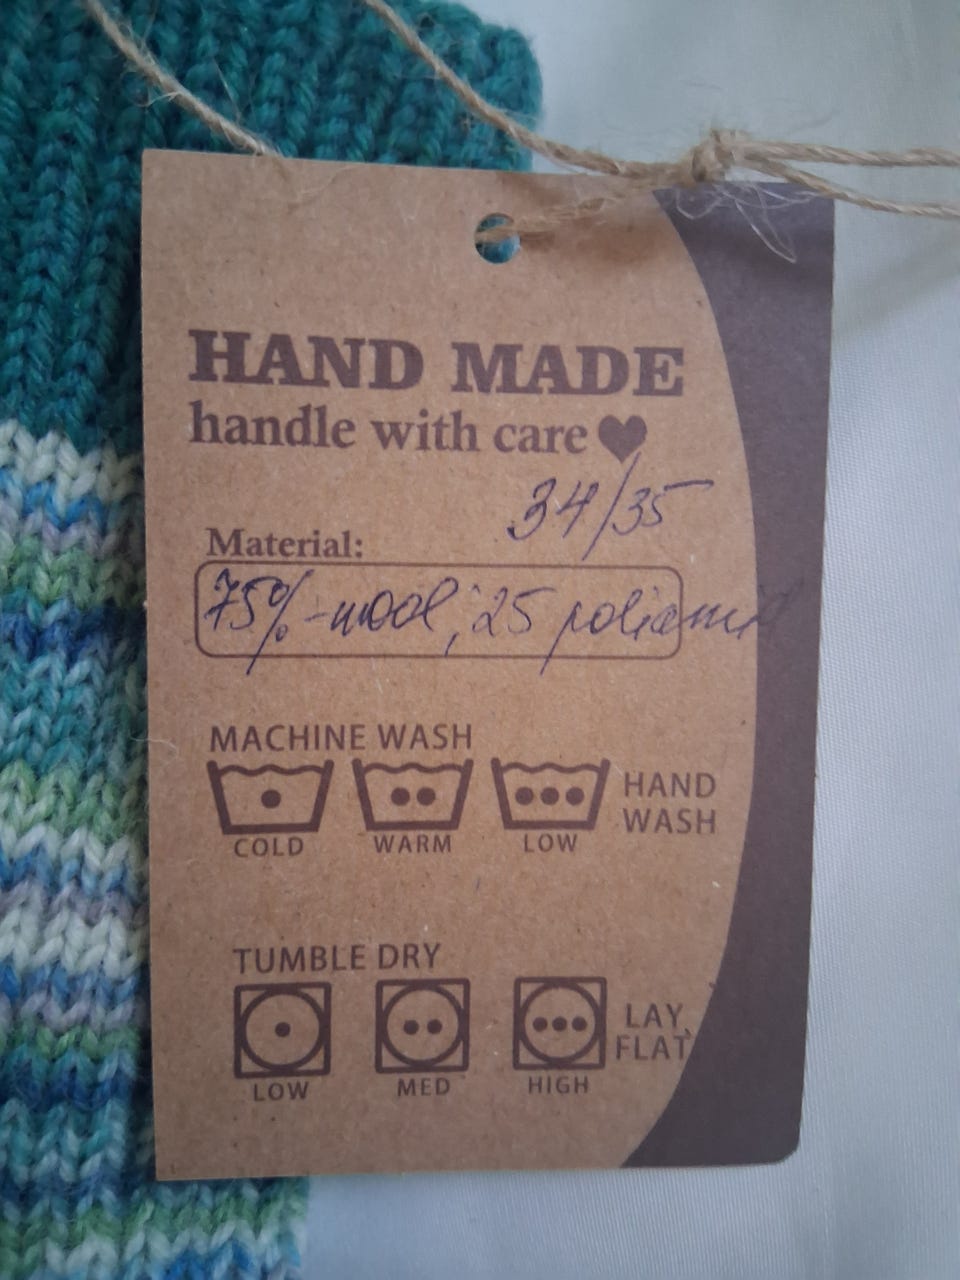 HAND MADE
handle with care
34/35
Material:
75% - wool; 25 poliamid
MACHINE WASH
COLD WARM LOW
HAND
WASH
TUMBLE DRY
LOW MED HIGH
LAY,
FLAT